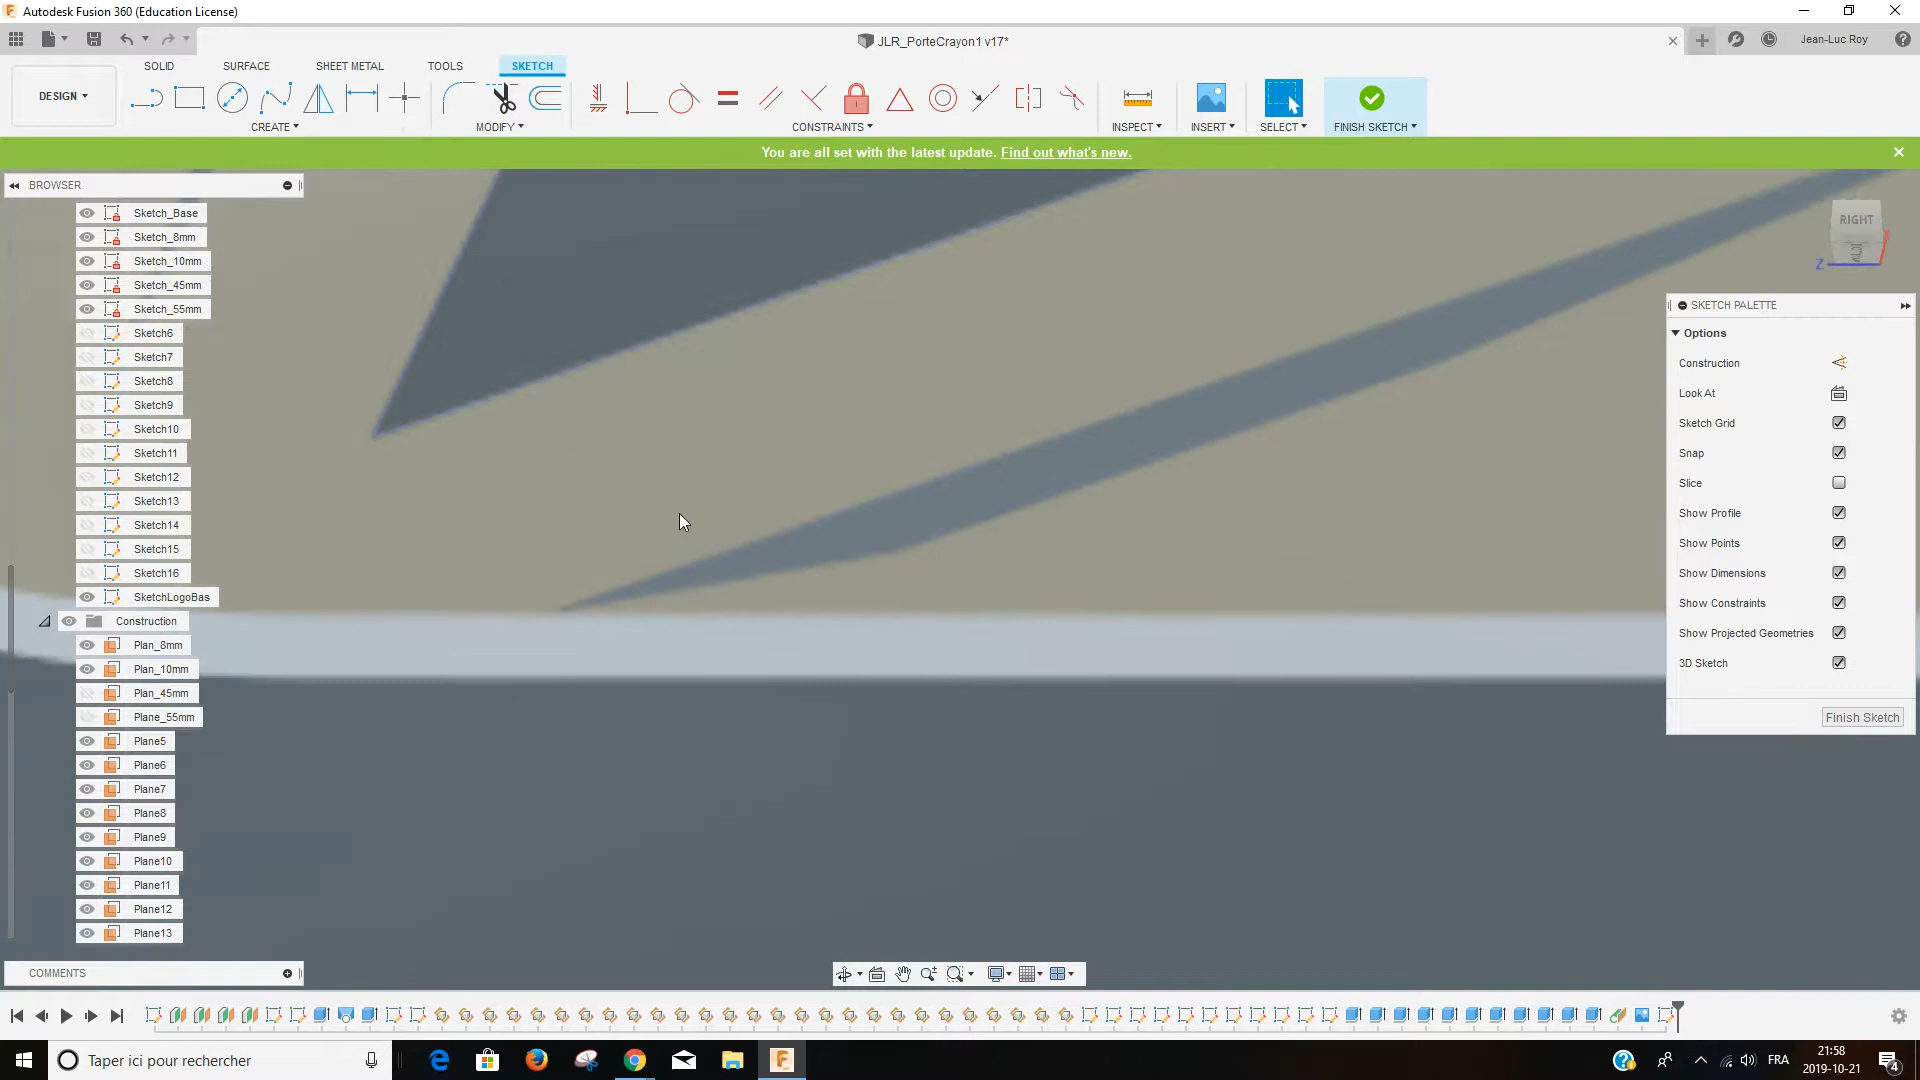 Autodesk Fusion 360 (Education License)
JLR_PorteCrayon1 v17*
Jean-Luc Roy
DESIGN
SOLID
SURFACE
SHEET METAL
TOOLS
SKETCH
CREATE
MODIFY
CONSTRAINTS
INSPECT
INSERT
SELECT
FINISH SKETCH
You are all set with the latest update. Find out what's new.
BROWSER
Sketch_Base
Sketch_8mm
Sketch_10mm
Sketch_45mm
Sketch_55mm
Sketch6
Sketch7
Sketch8
Sketch9
Sketch10
Sketch11
Sketch12
Sketch13
Sketch14
Sketch15
Sketch16
SketchLogoBas
Construction
Plan_8mm
Plan_10mm
Plan_45mm
Plane_55mm
Plane5
Plane6
Plane7
Plane8
Plane9
Plane10
Plane11
Plane12
Plane13
COMMENTS
RIGHT
Z
SKETCH PALETTE
Options
Construction
Look At
Sketch Grid
Snap
Slice
Show Profile
Show Points
Show Dimensions
Show Constraints
Show Projected Geometries
3D Sketch
Finish Sketch
Taper ici pour rechercher
FRA
21:58
2019-10-21
4